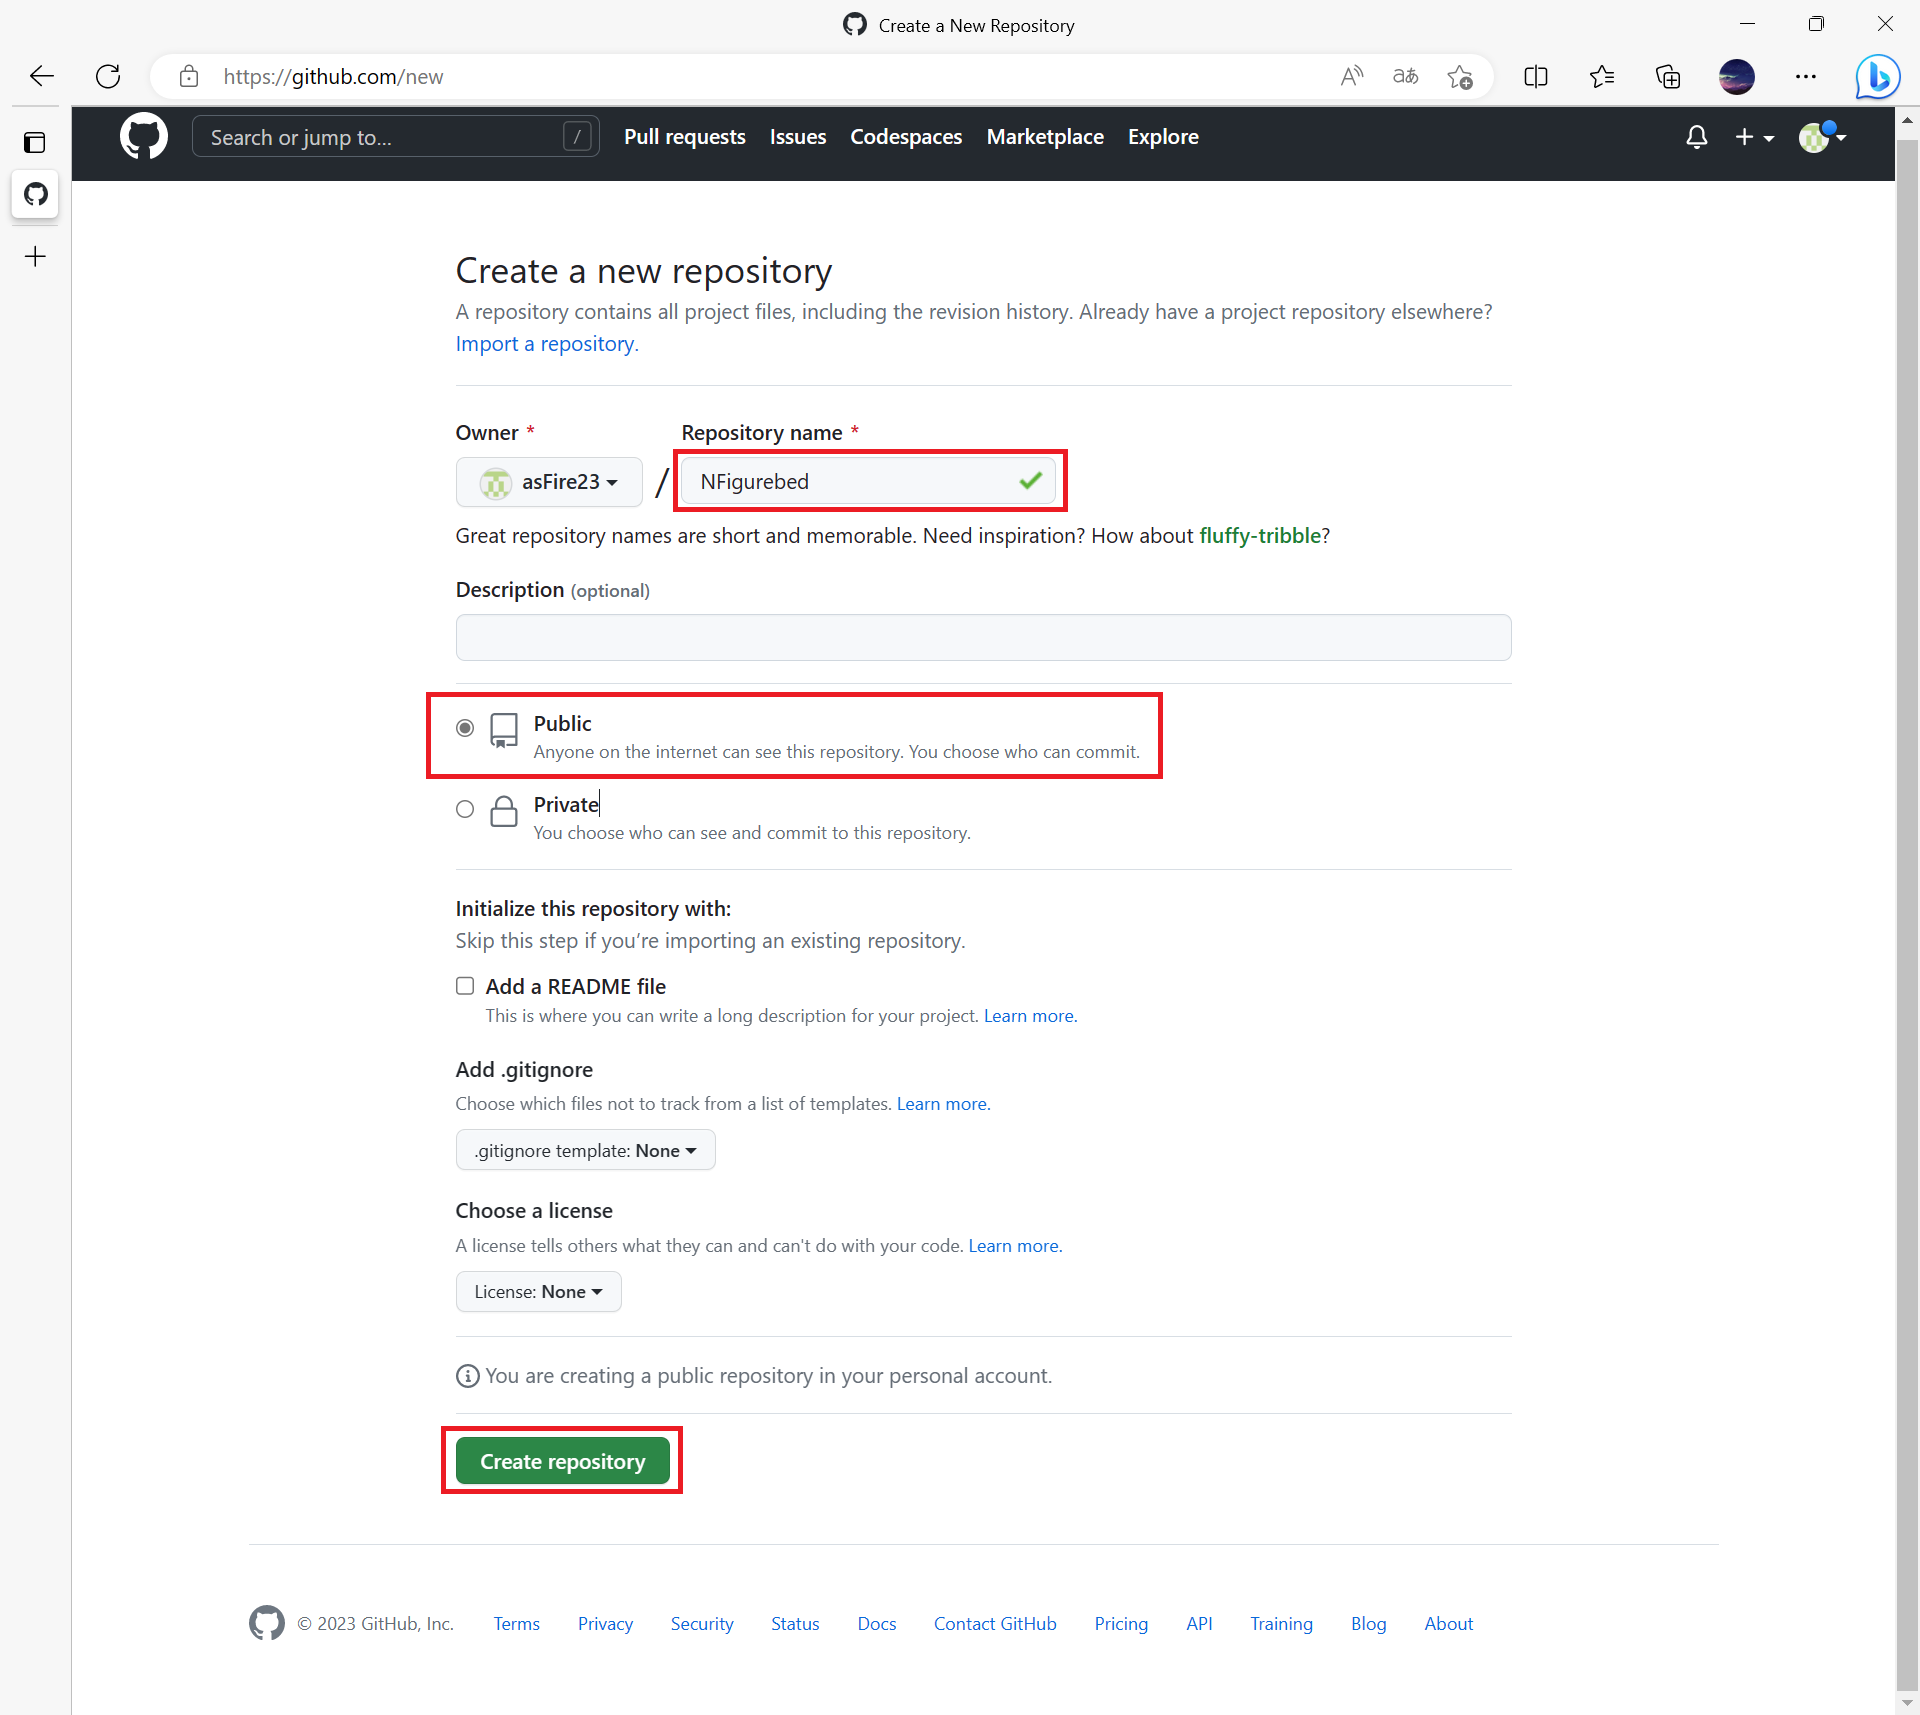 Create a New Repository
https://github.com/new
aあ
Search or jump to... /
Pull requests Issues Codespaces Marketplace Explore
Create a new repository
A repository contains all project files, including the revision history. Already have a project repository elsewhere?
Import a repository.
Owner * Repository name *
asFire23 / NFigurebed
Great repository names are short and memorable. Need inspiration? How about fluffy-tribble?
Description (optional)
Public
Anyone on the internet can see this repository. You choose who can commit.
Private
You choose who can see and commit to this repository.
Initialize this repository with:
Skip this step if you’re importing an existing repository.
Add a README file
This is where you can write a long description for your project. Learn more.
Add .gitignore
Choose which files not to track from a list of templates. Learn more.
.gitignore template: None
Choose a license
A license tells others what they can and can't do with your code. Learn more.
License: None
You are creating a public repository in your personal account.
Create repository
© 2023 GitHub, Inc. Terms Privacy Security Status Docs Contact GitHub Pricing API Training Blog About